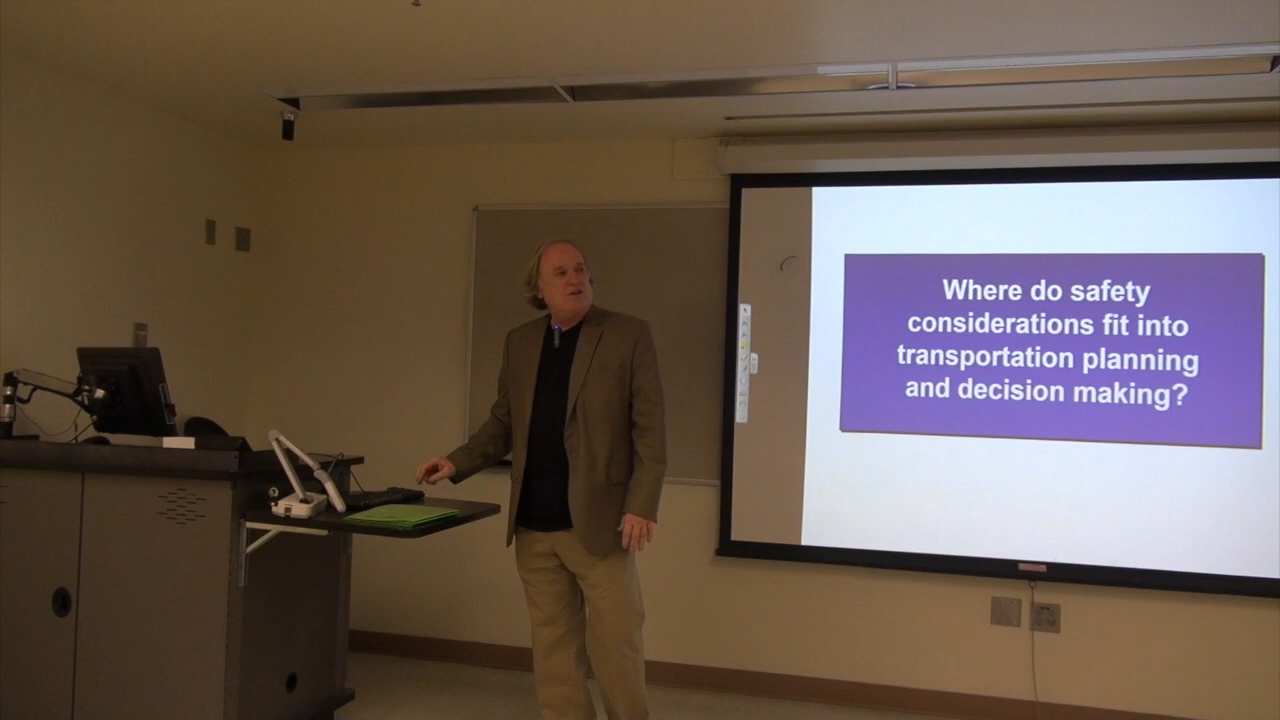 Where do safety
considerations fit into
transportation planning
and decision making?